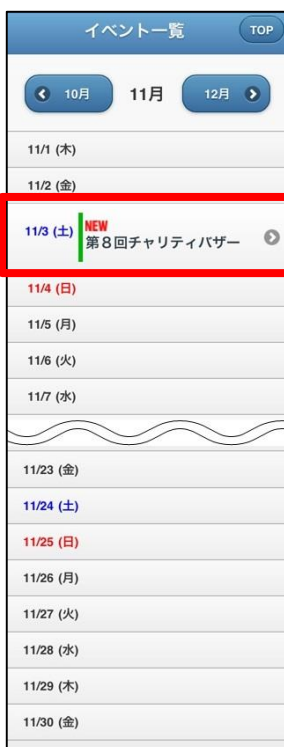 イベント一覧
TOP
10月
11月
12月
11/1 (木)
11/2 (金)
11/3 (土)
NEW
第8回チャリティバザー
11/4 (日)
11/5 (月)
11/6 (火)
11/7 (水)
11/23 (金)
11/24 (土)
11/25 (日)
11/26 (月)
11/27 (火)
11/28 (水)
11/29 (木)
11/30 (金)